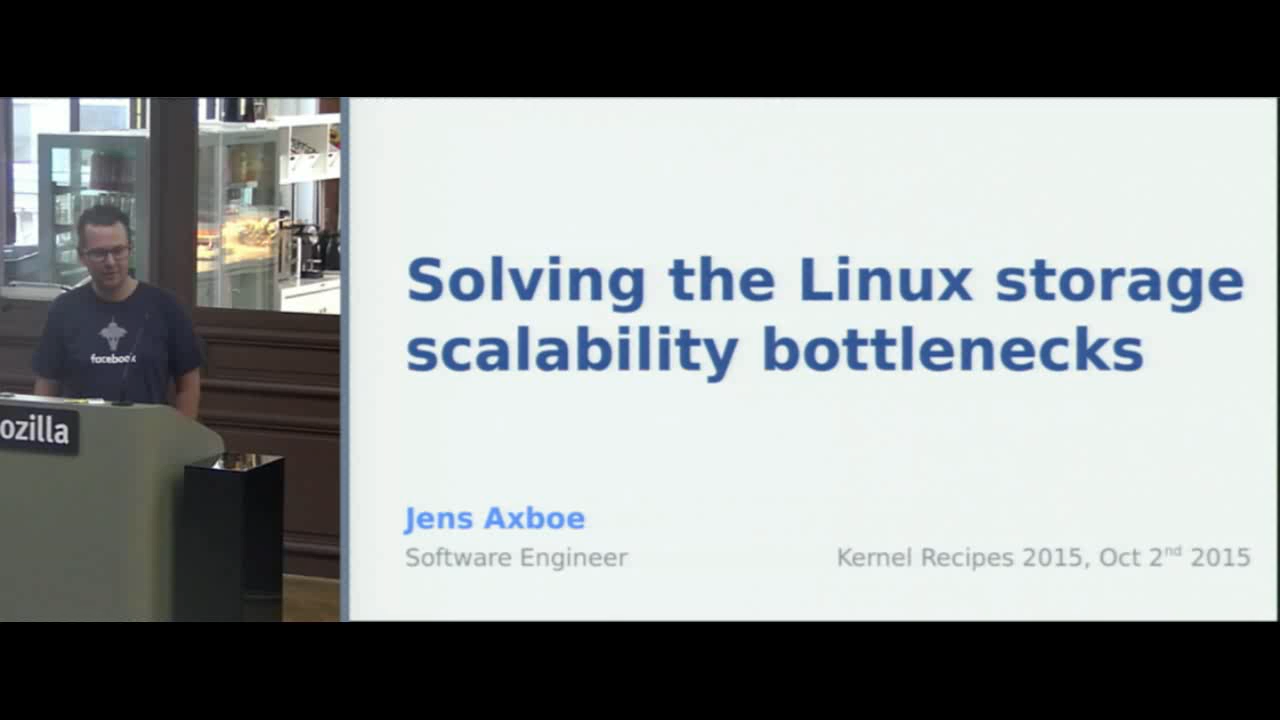 facebook
ozilla
Solving the Linux storage
scalability bottlenecks
Jens Axboe
Software Engineer
Kernel Recipes 2015, Oct 2nd 2015